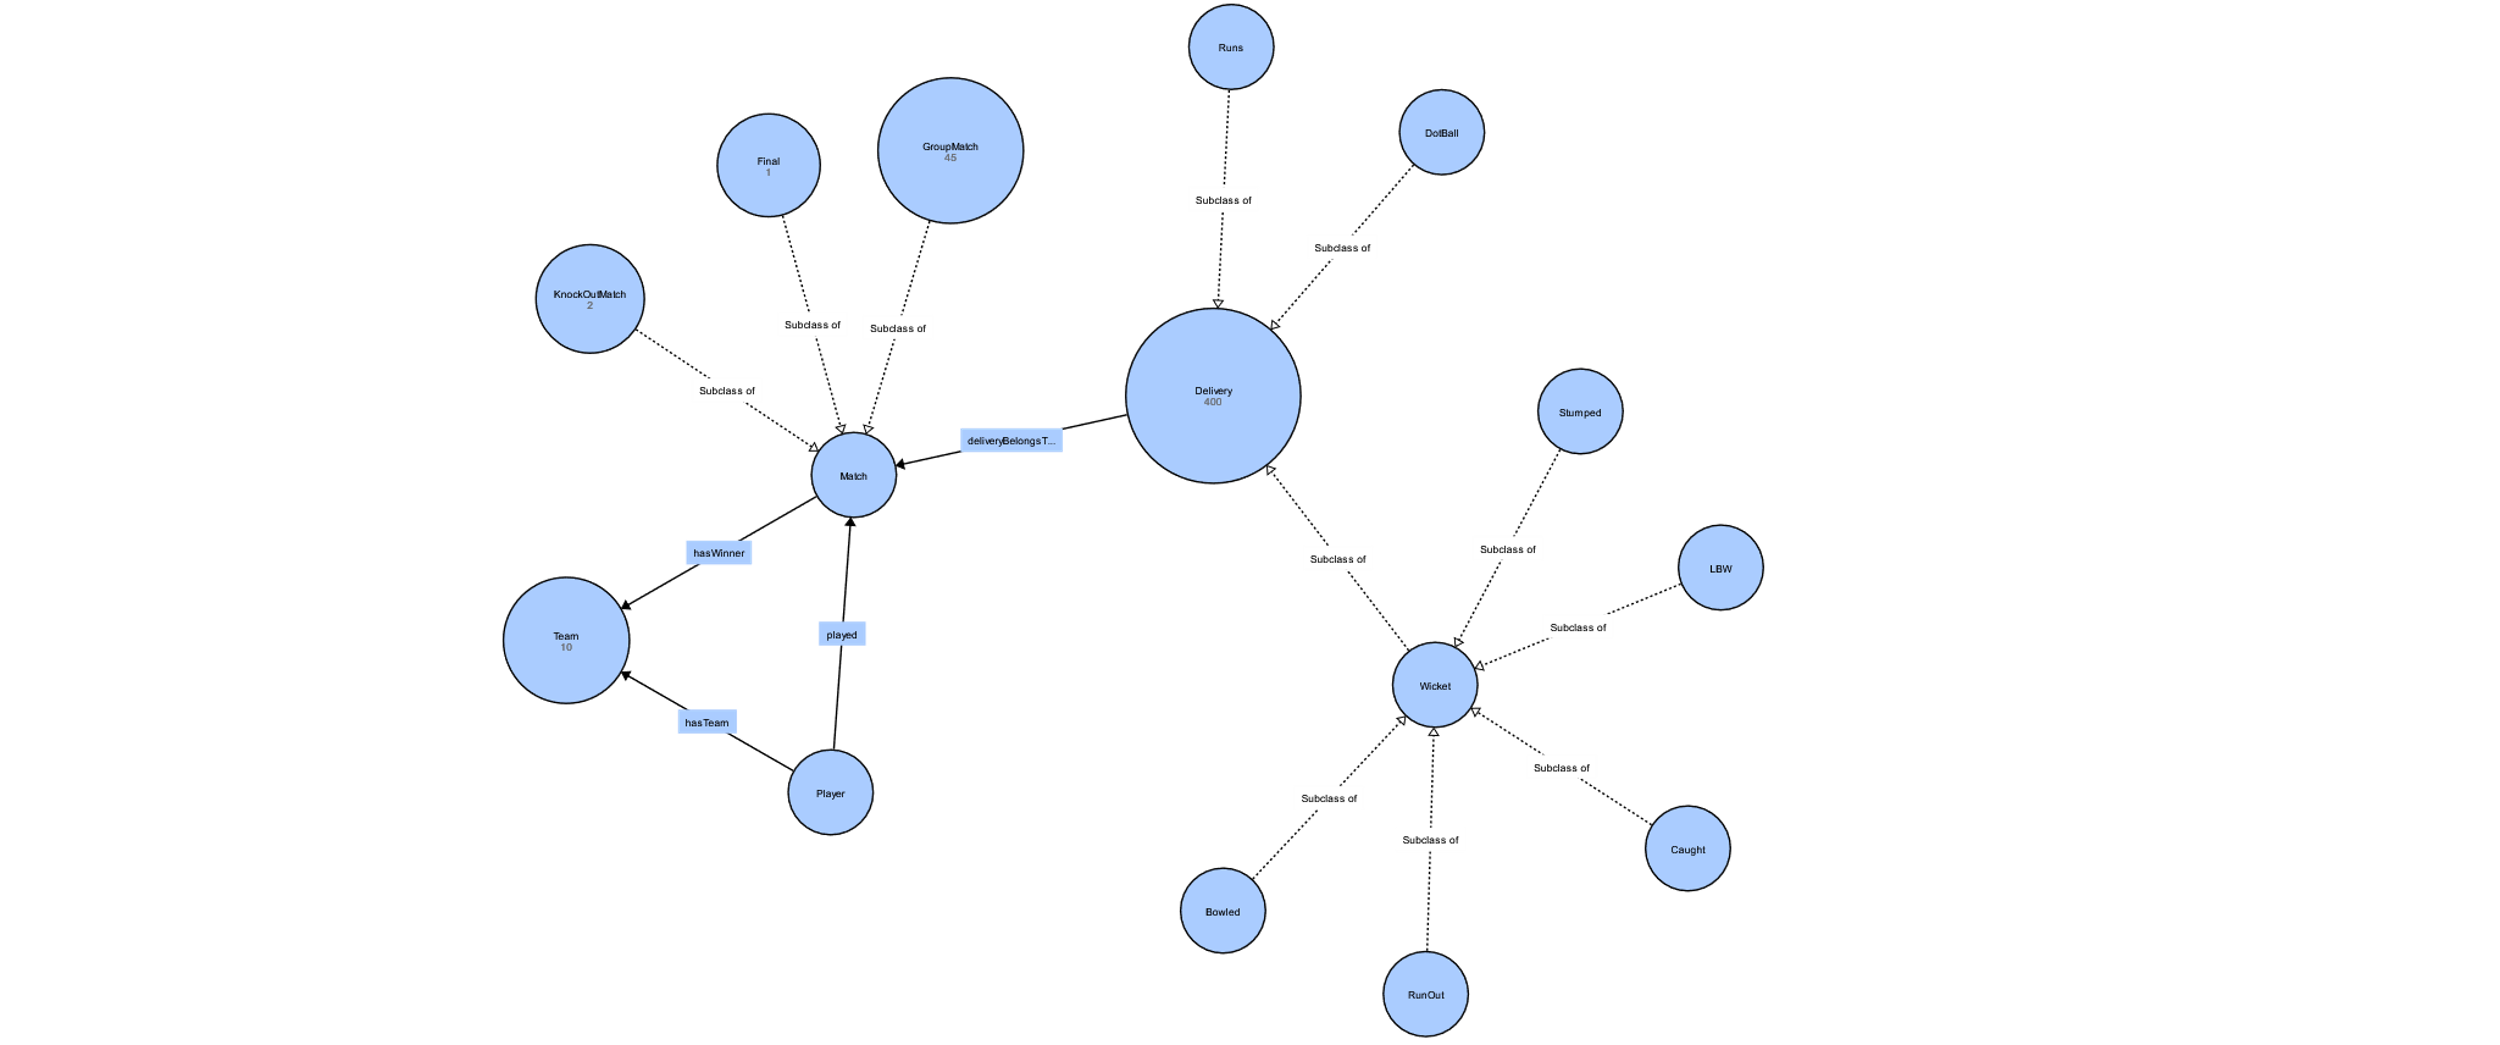 Runs
DotBall
GroupMatch
45
Final
1
Subclass of
Subclass of
KnockOutMatch
2
Subclass of
Subclass of
Subclass of
Delivery
400
Stumped
deliveryBelongsT...
Match
hasWinner
Subclass of
Subclass of
LBW
Subclass of
Team
10
played
Wicket
hasTeam
Subclass of
Player
Subclass of
Subclass of
Caught
Bowled
RunOut